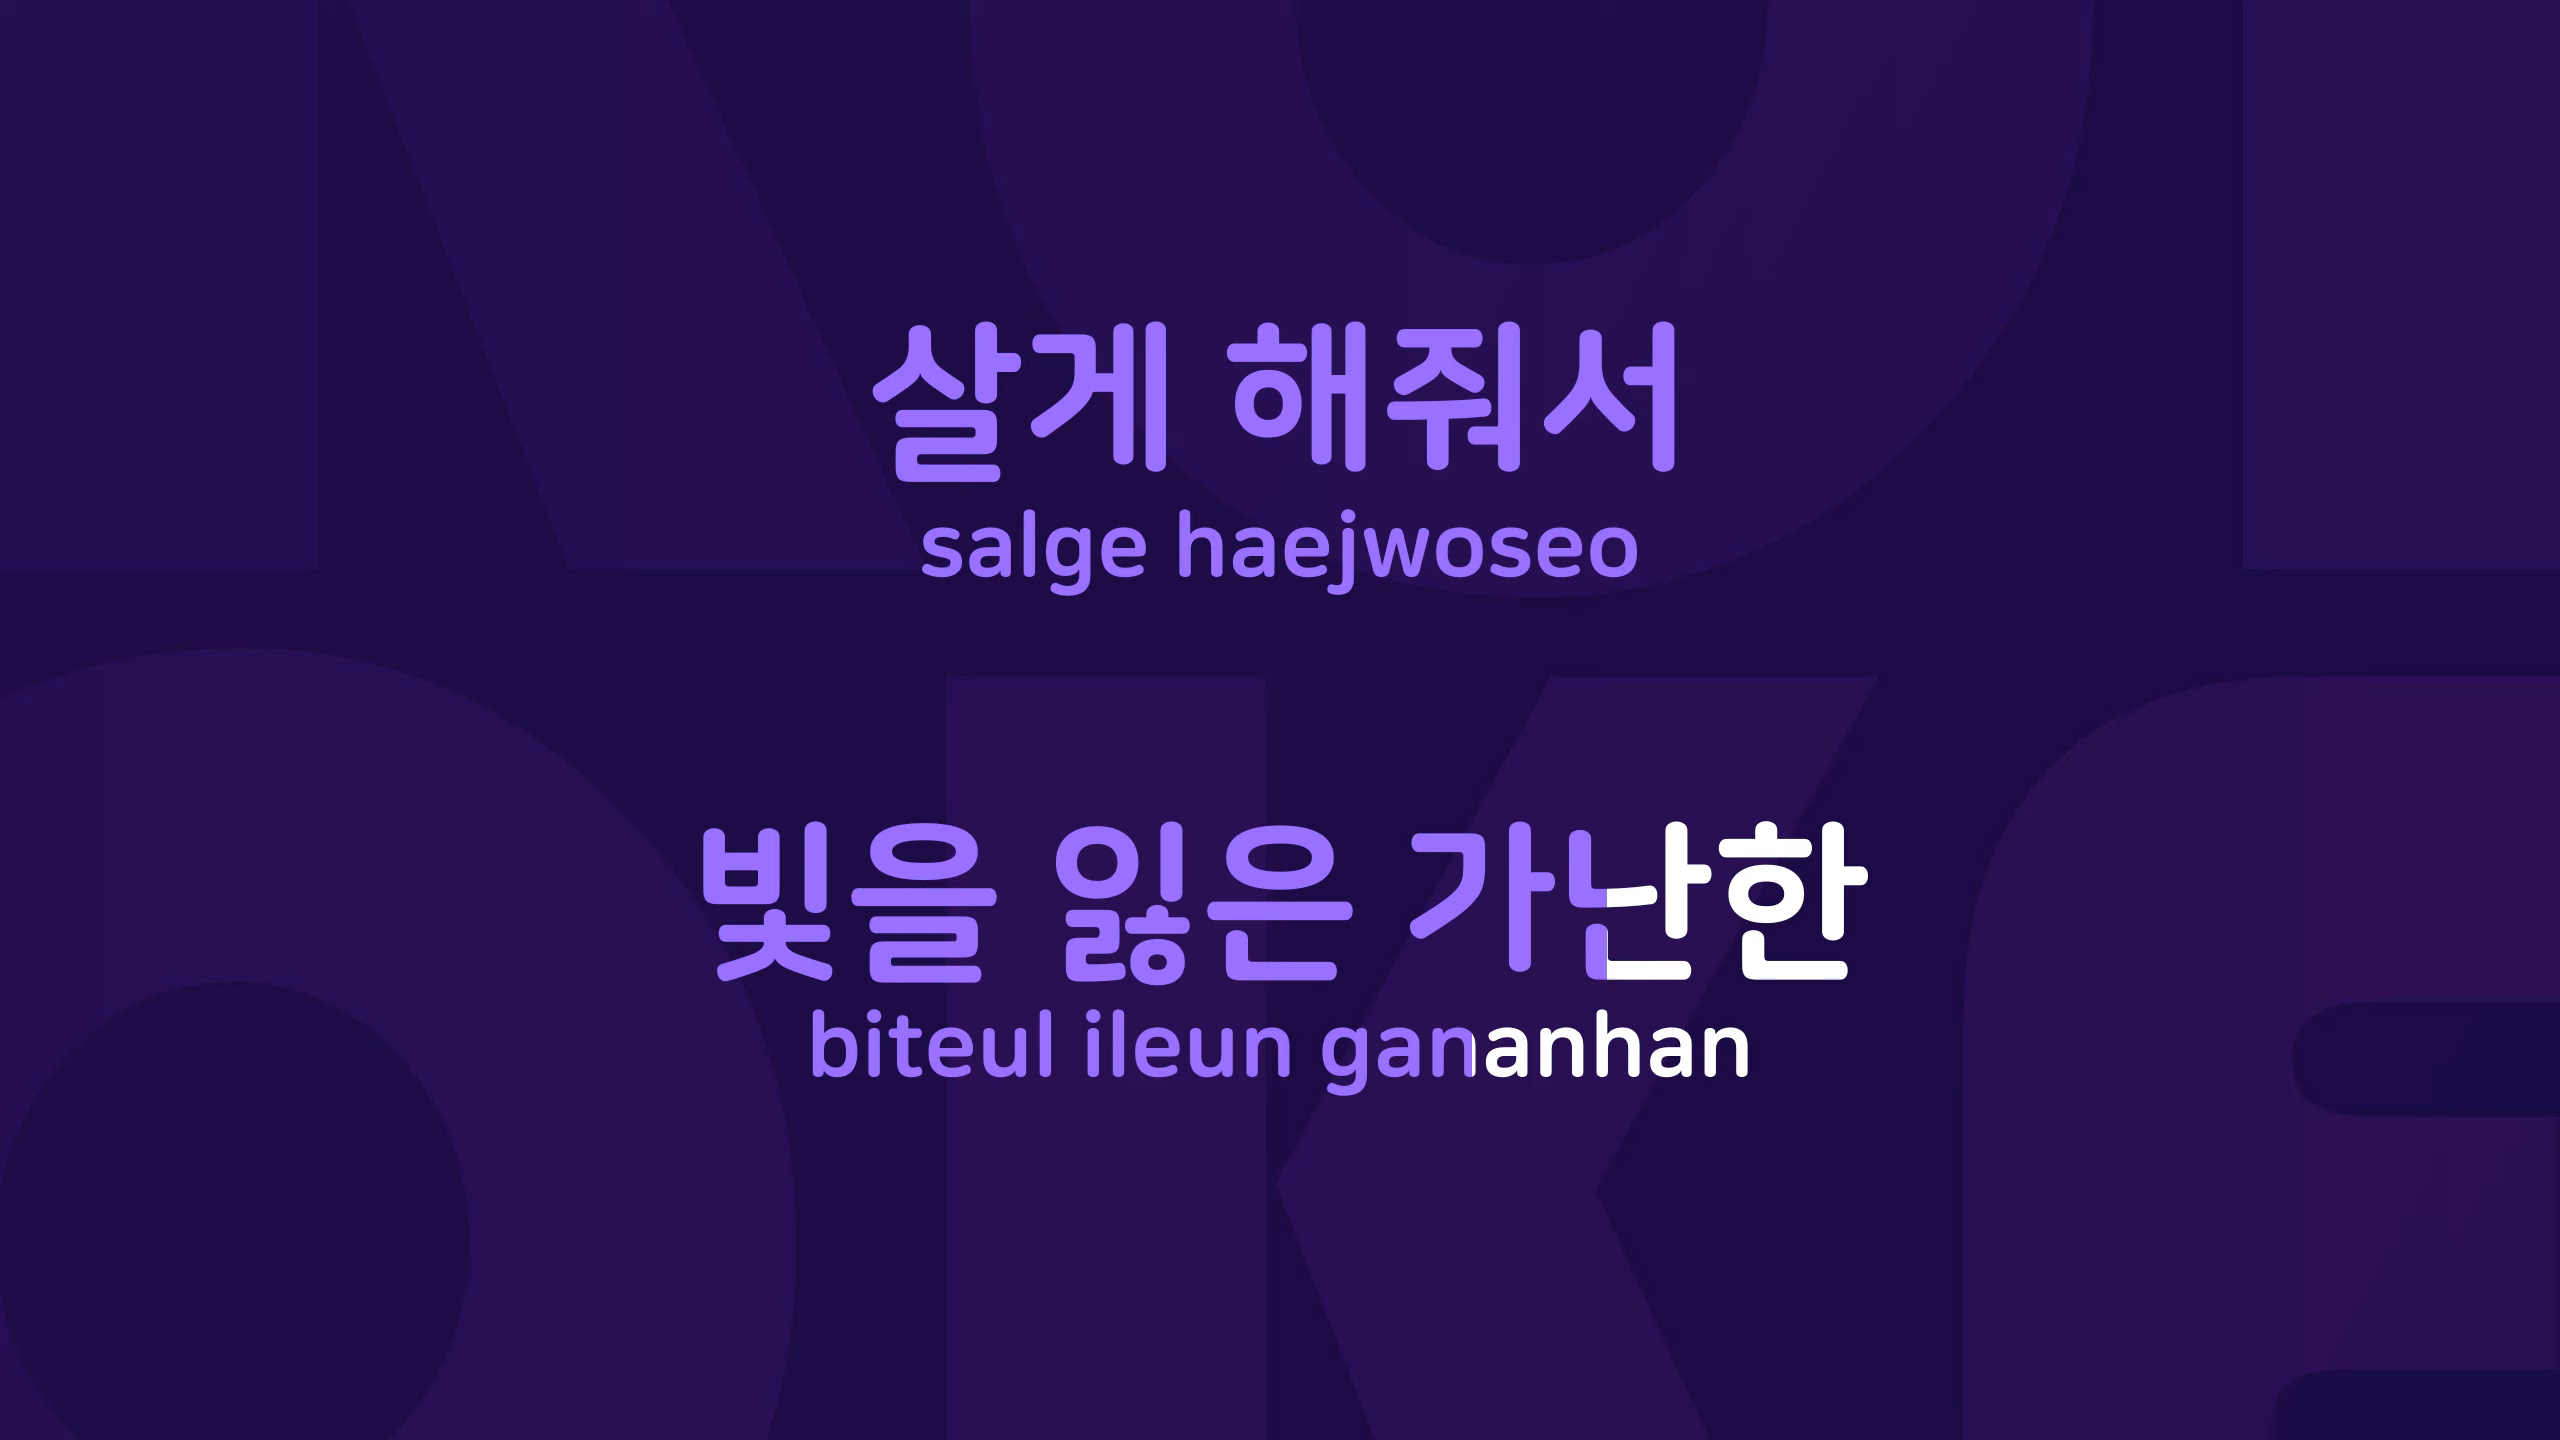 살게 해줘서
salge haejwoseo
빛을 잃은 가난한
biteul ileun gananhan